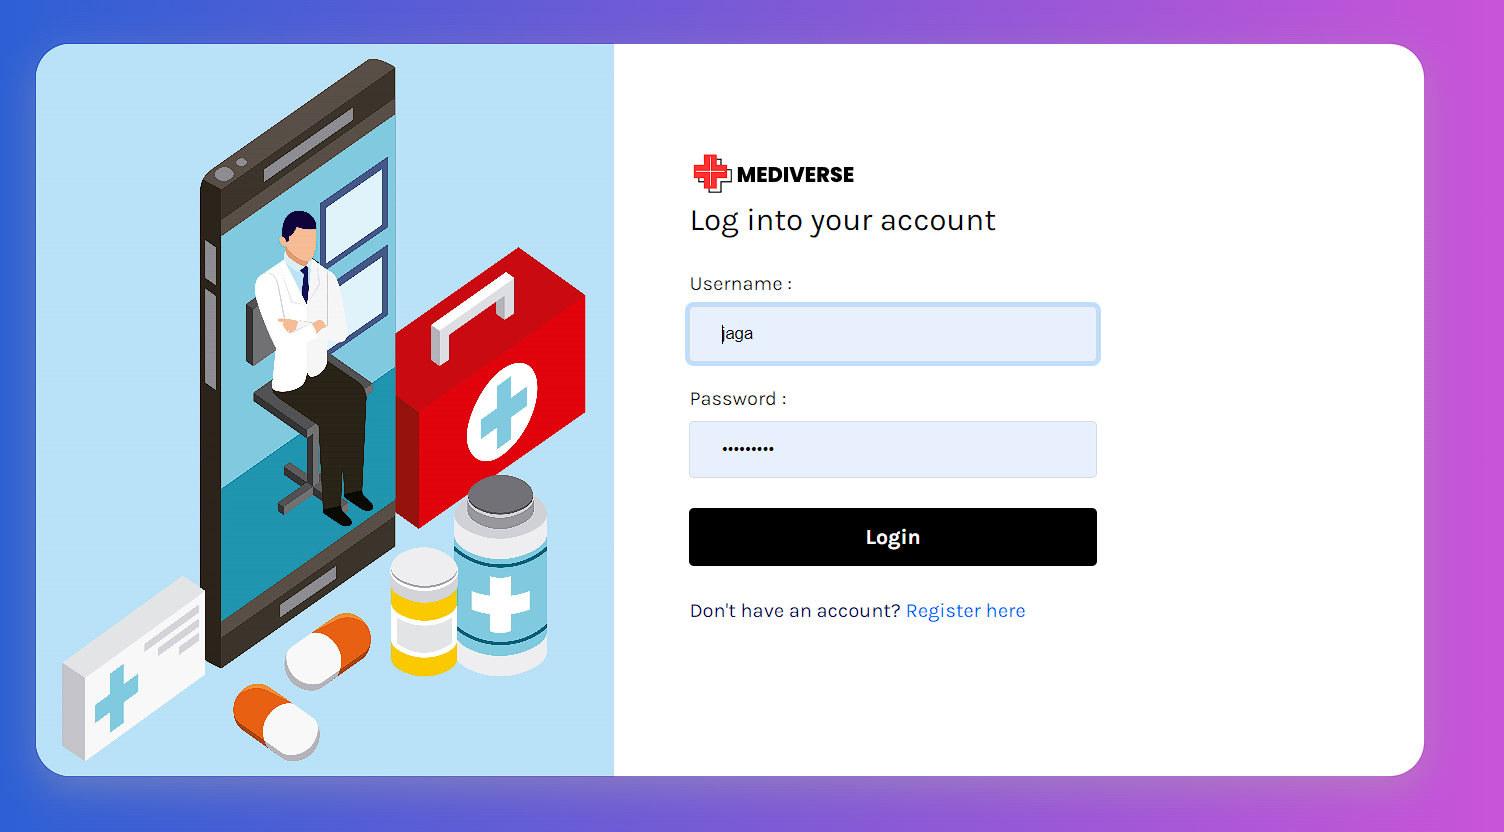 MEDIVERSE
Log into your account
Username :
jaga
Password :
•••••••••
Login
Don't have an account? Register here